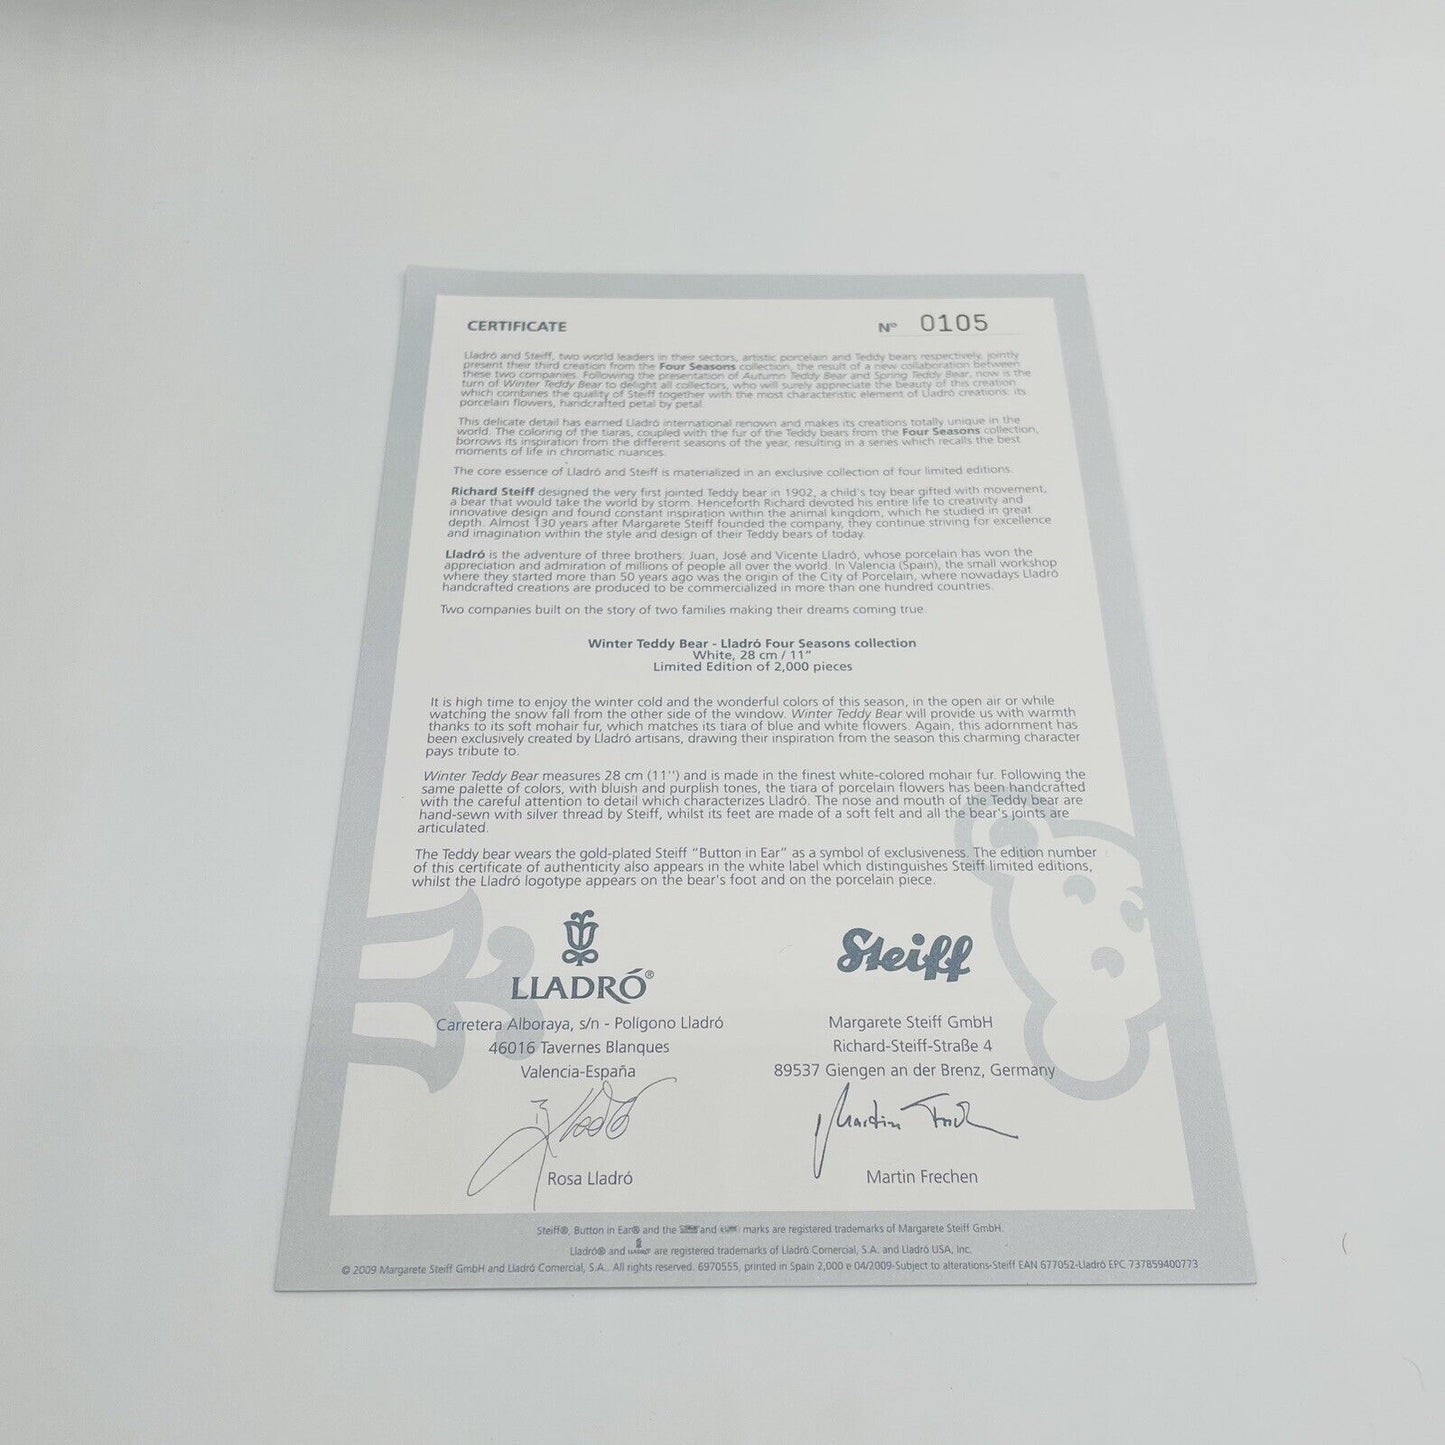 CERTIFICATE
Nº 0105
Lladró and Steiff, two world leaders in their sectors, artistic porcelain and Teddy bears respectively, jointly
present their third creation from the Four Seasons collection, the result of a new collaboration between
these two companies. Following the presentation of Autumn Teddy Bear and Spring Teddy Bear, now is the
turn of Winter Teddy Bear to delight all collectors, who will surely appreciate the beauty of this creation
which combines the quality of Steiff together with the most characteristic element of Lladró creations: its
porcelain flowers, handcrafted petal by petal.
This delicate detail has earned Lladró international renown and makes its creations totally unique in the
world. The coloring of the tiaras, coupled with the fur of the Teddy bears from the Four Seasons collection,
borrows its inspiration from the different seasons of the year, resulting in a series which recalls the best
moments of life in chromatic nuances.
The core essence of Lladró and Steiff is materialized in an exclusive collection of four limited editions.
Richard Steiff designed the very first jointed Teddy bear in 1902, a child's toy bear gifted with movement,
a bear that would take the world by storm. Henceforth Richard devoted his entire life to creativity and
innovative design and found constant inspiration within the animal kingdom, which he studied in great
depth. Almost 130 years after Margarete Steiff founded the company, they continue striving for excellence
and imagination within the style and design of their Teddy bears of today.
Lladró is the adventure of three brothers: Juan, José and Vicente Lladró, whose porcelain has won the
appreciation and admiration of millions of people all over the world. In Valencia (Spain), the small workshop
where they started more than 50 years ago was the origin of the City of Porcelain, where nowadays Lladró
handcrafted creations are produced to be commercialized in more than one hundred countries.
Two companies built on the story of two families making their dreams coming true.
Winter Teddy Bear - Lladró Four Seasons collection
White, 28 cm / 11"
Limited Edition of 2,000 pieces
It is high time to enjoy the winter cold and the wonderful colors of this season, in the open air or while
watching the snow fall from the other side of the window. Winter Teddy Bear will provide us with warmth
thanks to its soft mohair fur, which matches its tiara of blue and white flowers. Again, this adornment has
been exclusively created by Lladró artisans, drawing their inspiration from the season this charming character
pays tribute to.
Winter Teddy Bear measures 28 cm (11'') and is made in the finest white-colored mohair fur. Following the
same palette of colors, with bluish and purplish tones, the tiara of porcelain flowers has been handcrafted
with the careful attention to detail which characterizes Lladró. The nose and mouth of the Teddy bear are
hand-sewn with silver thread by Steiff, whilst its feet are made of a soft felt and all the bear's joints are
articulated.
The Teddy bear wears the gold-plated Steiff "Button in Ear" as a symbol of exclusiveness. The edition number
of this certificate of authenticity also appears in the white label which distinguishes Steiff limited editions,
whilst the Lladró logotype appears on the bear's foot and on the porcelain piece.
LLADRÓ®
Carretera Alboraya, s/n - Polígono Lladró
46016 Tavernes Blanques
Valencia-España
Rosa Lladró
Steiff
Margarete Steiff GmbH
Richard-Steiff-Straße 4
89537 Giengen an der Brenz, Germany
Martin Frechen
Steiff®, Button in Ear® and the and marks are registered trademarks of Margarete Steiff GmbH.
Lladró® and are registered trademarks of Lladró Comercial, S.A. and Lladró USA, Inc.
© 2009 Margarete Steiff GmbH and Lladró Comercial, S.A.. All rights reserved. 6970555, printed in Spain 2,000 e 04/2009-Subject to alterations-Steiff EAN 677052-Lladró EPC 737859400773